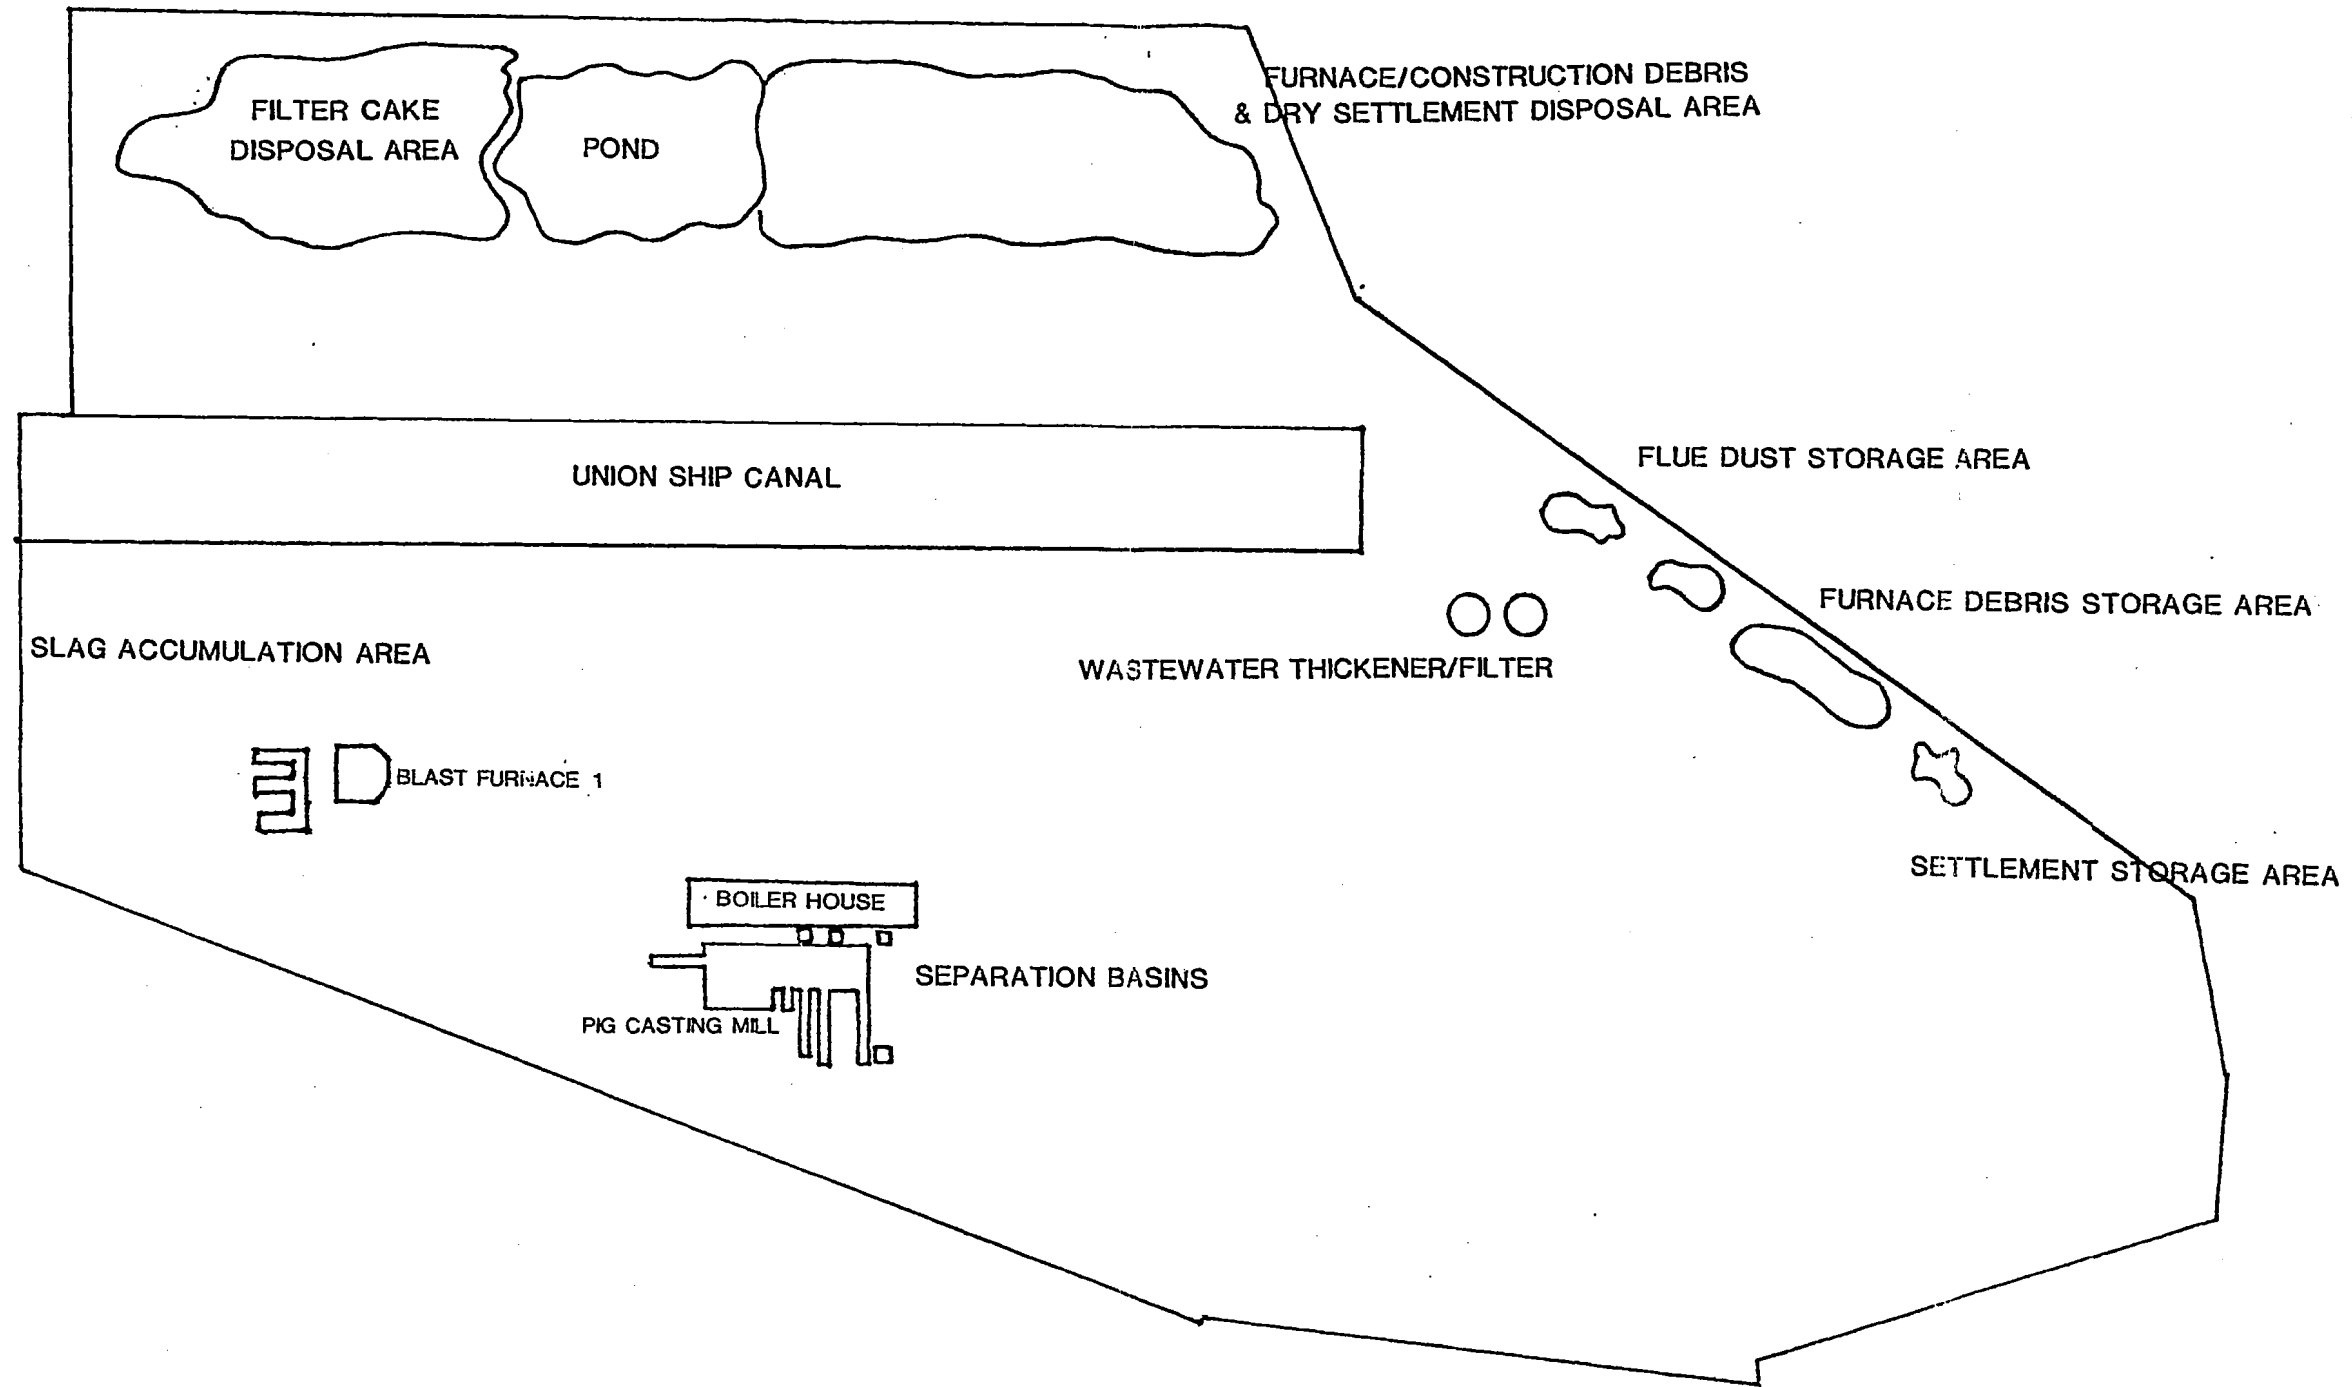 FURNACE/CONSTRUCTION DEBRIS
& DRY SETTLEMENT DISPOSAL AREA
FILTER CAKE
DISPOSAL AREA
POND
UNION SHIP CANAL
FLUE DUST STORAGE AREA
FURNACE DEBRIS STORAGE AREA
SLAG ACCUMULATION AREA
WASTEWATER THICKENER/FILTER
BLAST FURNACE 1
SETTLEMENT STORAGE AREA
BOILER HOUSE
SEPARATION BASINS
PIG CASTING MILL